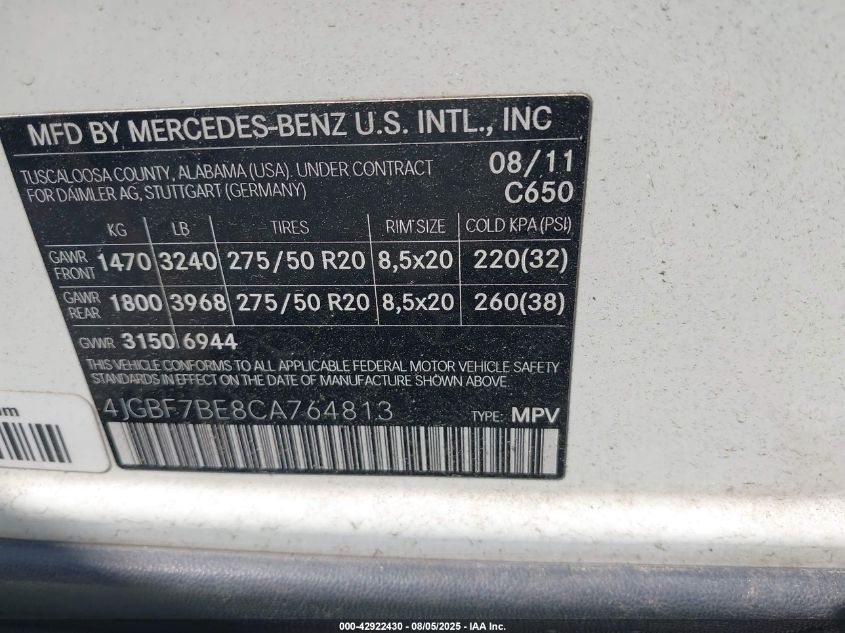 MFD BY MERCEDES-BENZ U.S. INTL., INC
TUSCALOOSA COUNTY, ALABAMA (USA). UNDER CONTRACT
FOR DAIMLER AG, STUTTGART (GERMANY)
08/11
C650
KG LB TIRES RIM SIZE COLD KPA (PSI)
GAWR FRONT 1470 3240 275/50 R20 8,5x20 220(32)
GAWR REAR 1800 3968 275/50 R20 8,5x20 260(38)
GVWR 3150 6944
THIS VEHICLE CONFORMS TO ALL APPLICABLE FEDERAL MOTOR VEHICLE SAFETY
STANDARDS IN EFFECT ON THE DATE OF MANUFACTURE SHOWN ABOVE.
4JGBF7BE8CA764813 TYPE: MPV
om
000-42922430 - 08/05/2025 - IAA Inc.